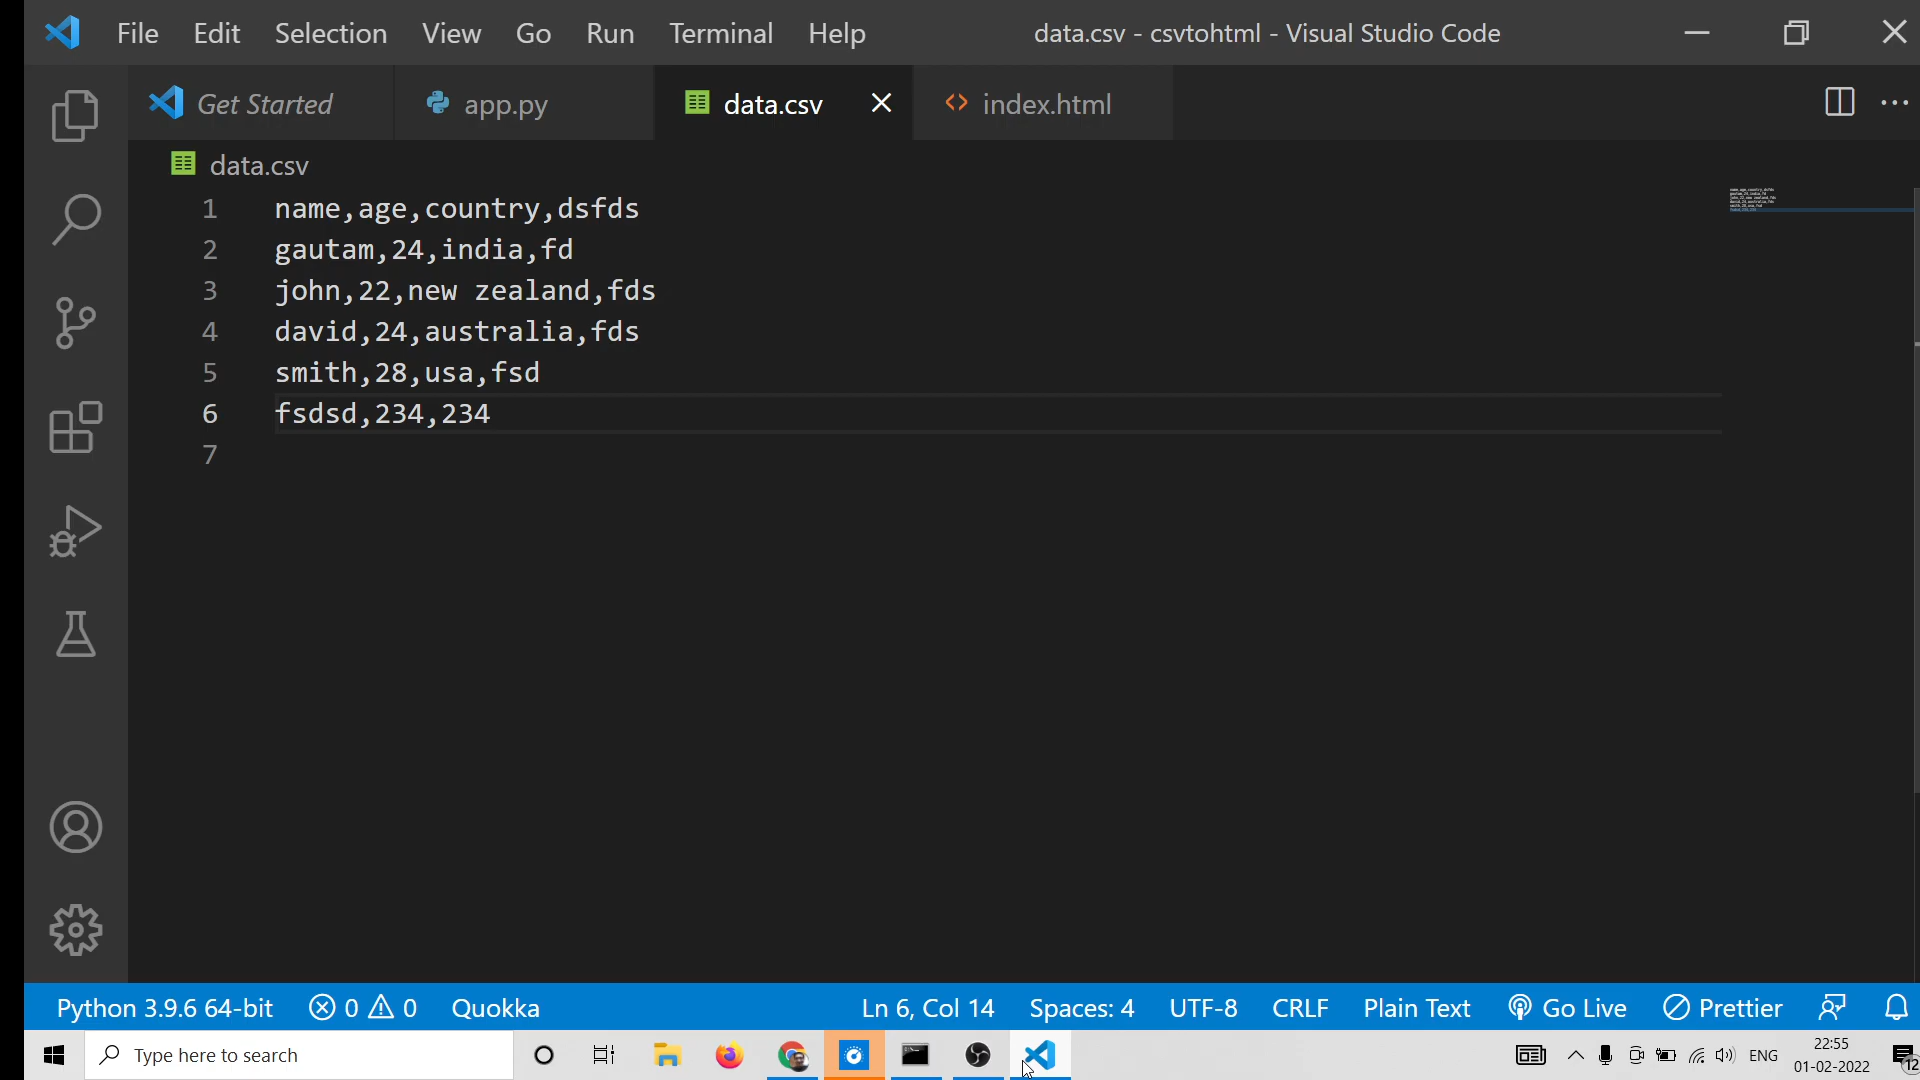 File Edit Selection View Go Run Terminal Help data.csv - csvtohtml - Visual Studio Code
Get Started app.py data.csv index.html
data.csv
1 name,age,country,dsfds
2 gautam,24,india,fd
3 john,22,new zealand,fds
4 david,24,australia,fds
5 smith,28,usa,fsd
6 fsdsd,234,234
7
Python 3.9.6 64-bit 0 0 Quokka Ln 6, Col 14 Spaces: 4 UTF-8 CRLF Plain Text Go Live Prettier
Type here to search ENG 22:55
01-02-2022 12